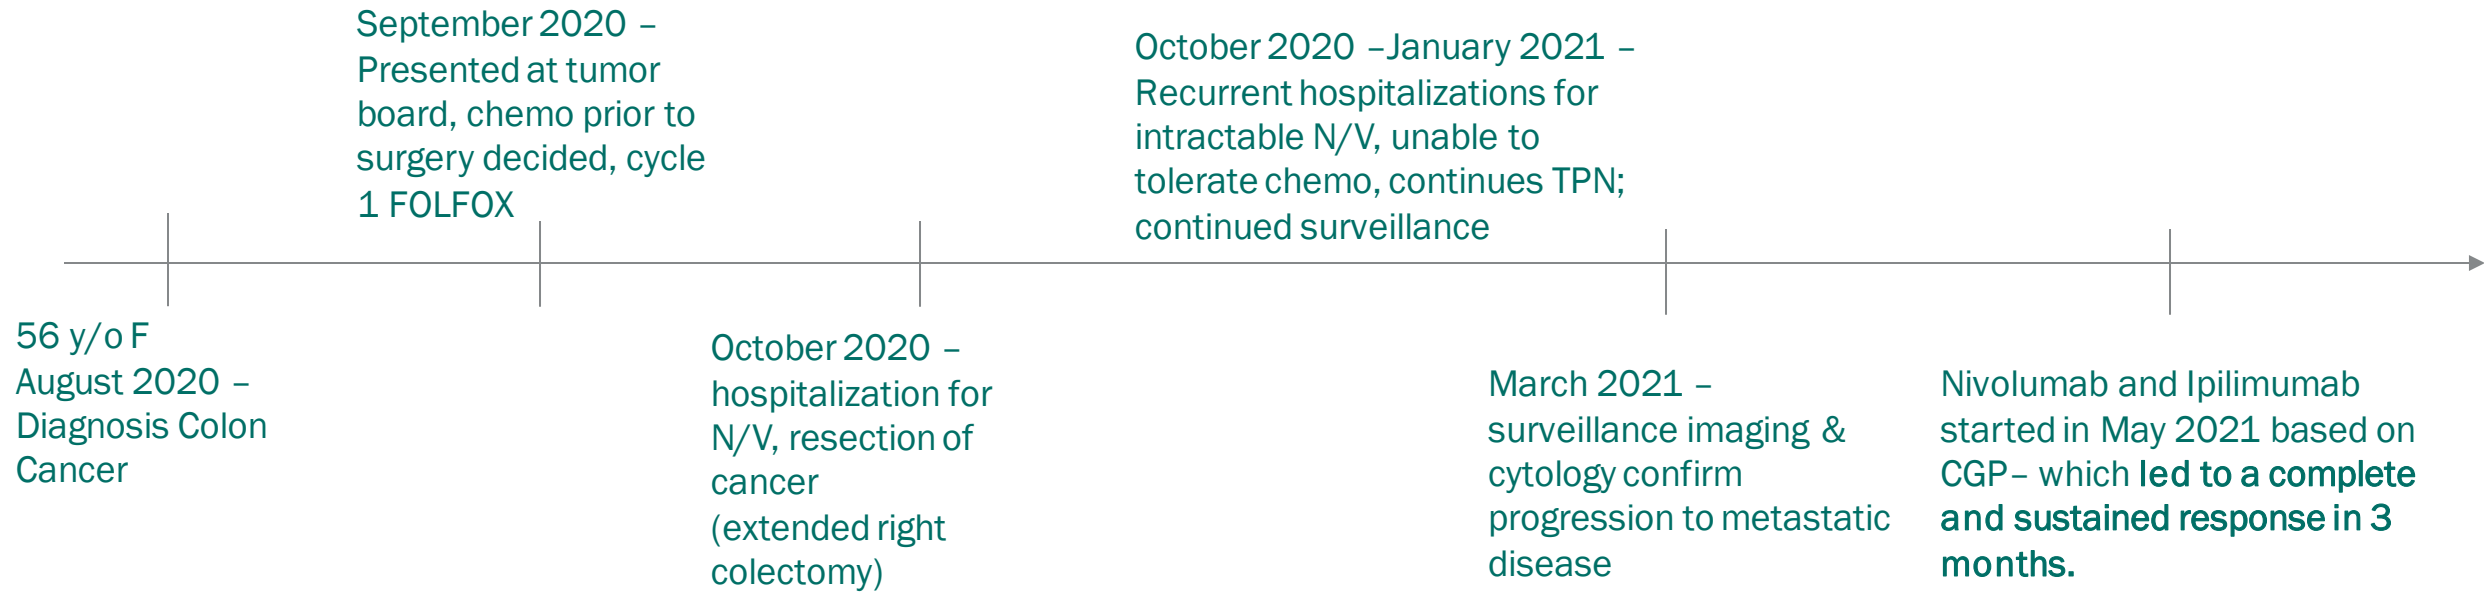 56 y/o F
August 2020 –
Diagnosis Colon
Cancer
September 2020 –
Presented at tumor
board, chemo prior to
surgery decided, cycle
1 FOLFOX
October 2020 –
hospitalization for
N/V, resection of
cancer
(extended right
colectomy)
October 2020 –January 2021 –
Recurrent hospitalizations for
intractable N/V, unable to
tolerate chemo, continues TPN;
continued surveillance
March 2021 –
surveillance imaging &
cytology confirm
progression to metastatic
disease
Nivolumab and Ipilimumab
started in May 2021 based on
CGP– which led to a complete
and sustained response in 3
months.